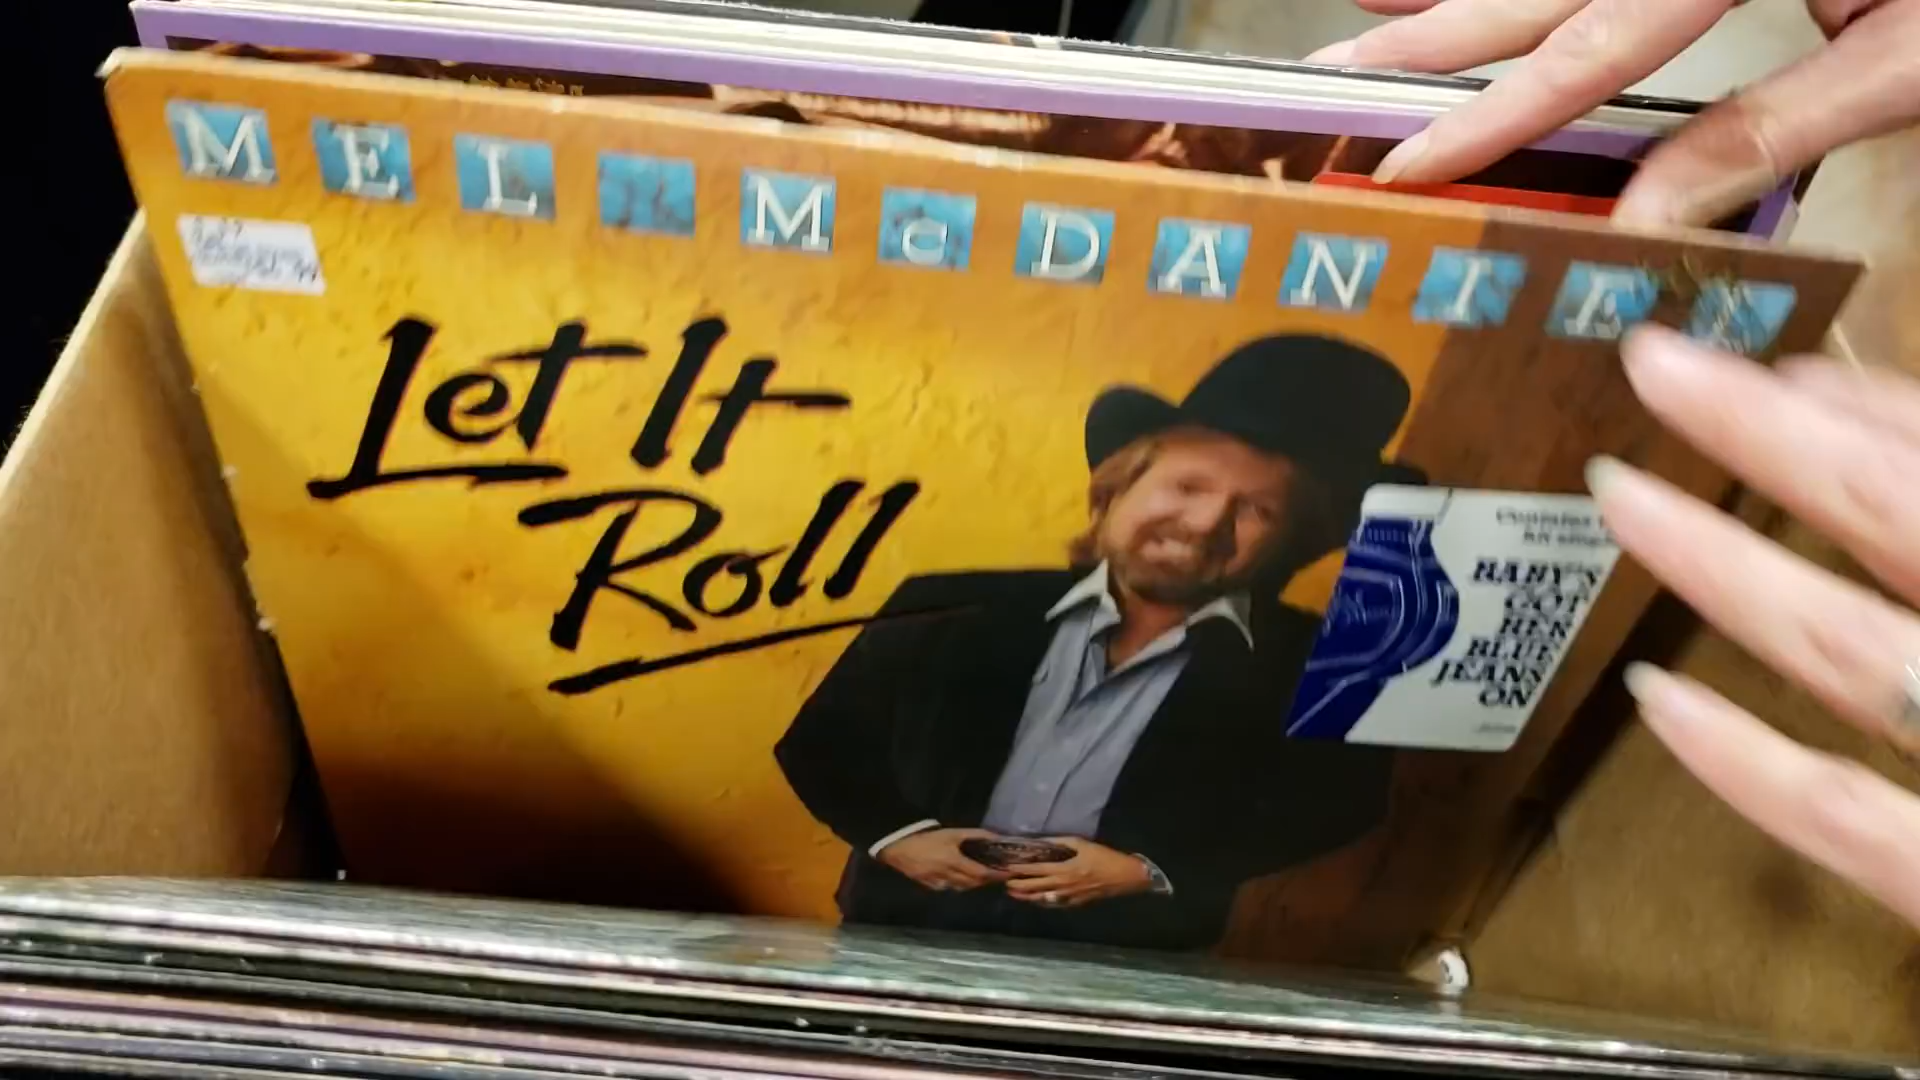 MEL McDANIEL
Let It
Roll
BABY'S
GOT
HER
BLUE
JEANS
ON